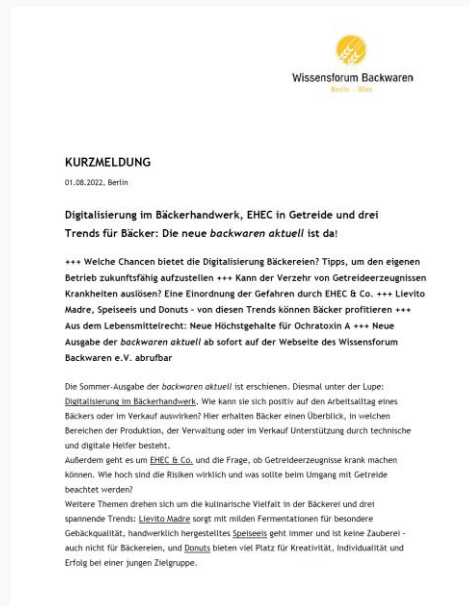 Wissensforum Backwaren
Berlin - Wien
KURZMELDUNG
01.08.2022, Berlin
Digitalisierung im Bäckerhandwerk, EHEC in Getreide und drei
Trends für Bäcker: Die neue backwaren aktuell ist da!
+++ Welche Chancen bietet die Digitalisierung Bäckereien? Tipps, um den eigenen
Betrieb zukunftsfähig aufzustellen +++ Kann der Verzehr von Getreideerzeugnissen
Krankheiten auslösen? Eine Einordnung der Gefahren durch EHEC & Co. +++ Lievito
Madre, Speiseeis und Donuts - von diesen Trends können Bäcker profitieren +++
Aus dem Lebensmittelrecht: Neue Höchstgehalte für Ochratoxin A +++ Neue
Ausgabe der backwaren aktuell ab sofort auf der Webseite des Wissensforum
Backwaren e.V. abrufbar
Die Sommer-Ausgabe der backwaren aktuell ist erschienen. Diesmal unter der Lupe:
Digitalisierung im Bäckerhandwerk. Wie kann sie sich positiv auf den Arbeitsalltag eines
Bäckers oder im Verkauf auswirken? Hier erhalten Bäcker einen Überblick, in welchen
Bereichen der Produktion, der Verwaltung oder im Verkauf Unterstützung durch technische
und digitale Helfer besteht.
Außerdem geht es um EHEC & Co. und die Frage, ob Getreideerzeugnisse krank machen
können. Wie hoch sind die Risiken wirklich und was sollte beim Umgang mit Getreide
beachtet werden?
Weitere Themen drehen sich um die kulinarische Vielfalt in der Bäckerei und drei
spannende Trends: Lievito Madre sorgt mit milden Fermentationen für besondere
Gebäckqualität, handwerklich hergestelltes Speiseeis geht immer und ist keine Zauberei -
auch nicht für Bäckereien, und Donuts bieten viel Platz für Kreativität, Individualität und
Erfolg bei einer jungen Zielgruppe.